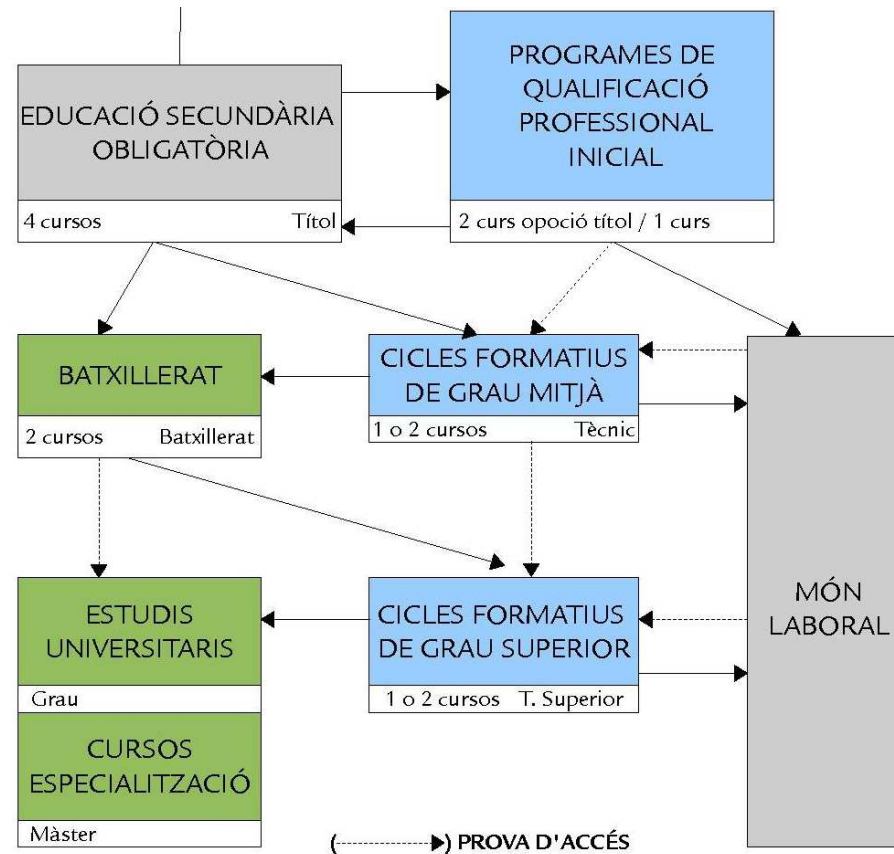 EDUCACIÓ SECUNDÀRIA
OBLIGATÒRIA
4 cursos Títol
PROGRAMES DE
QUALIFICACIÓ
PROFESSIONAL
INICIAL
2 curs opoció títol / 1 curs
BATXILLERAT
2 cursos Batxillerat
CICLES FORMATIUS
DE GRAU MITJÀ
1 o 2 cursos Tècnic
MÓN
LABORAL
ESTUDIS
UNIVERSITARIS
Grau
CURSOS
ESPECIALITZACIÓ
Màster
CICLES FORMATIUS
DE GRAU SUPERIOR
1 o 2 cursos T. Superior
( ) PROVA D'ACCÉS